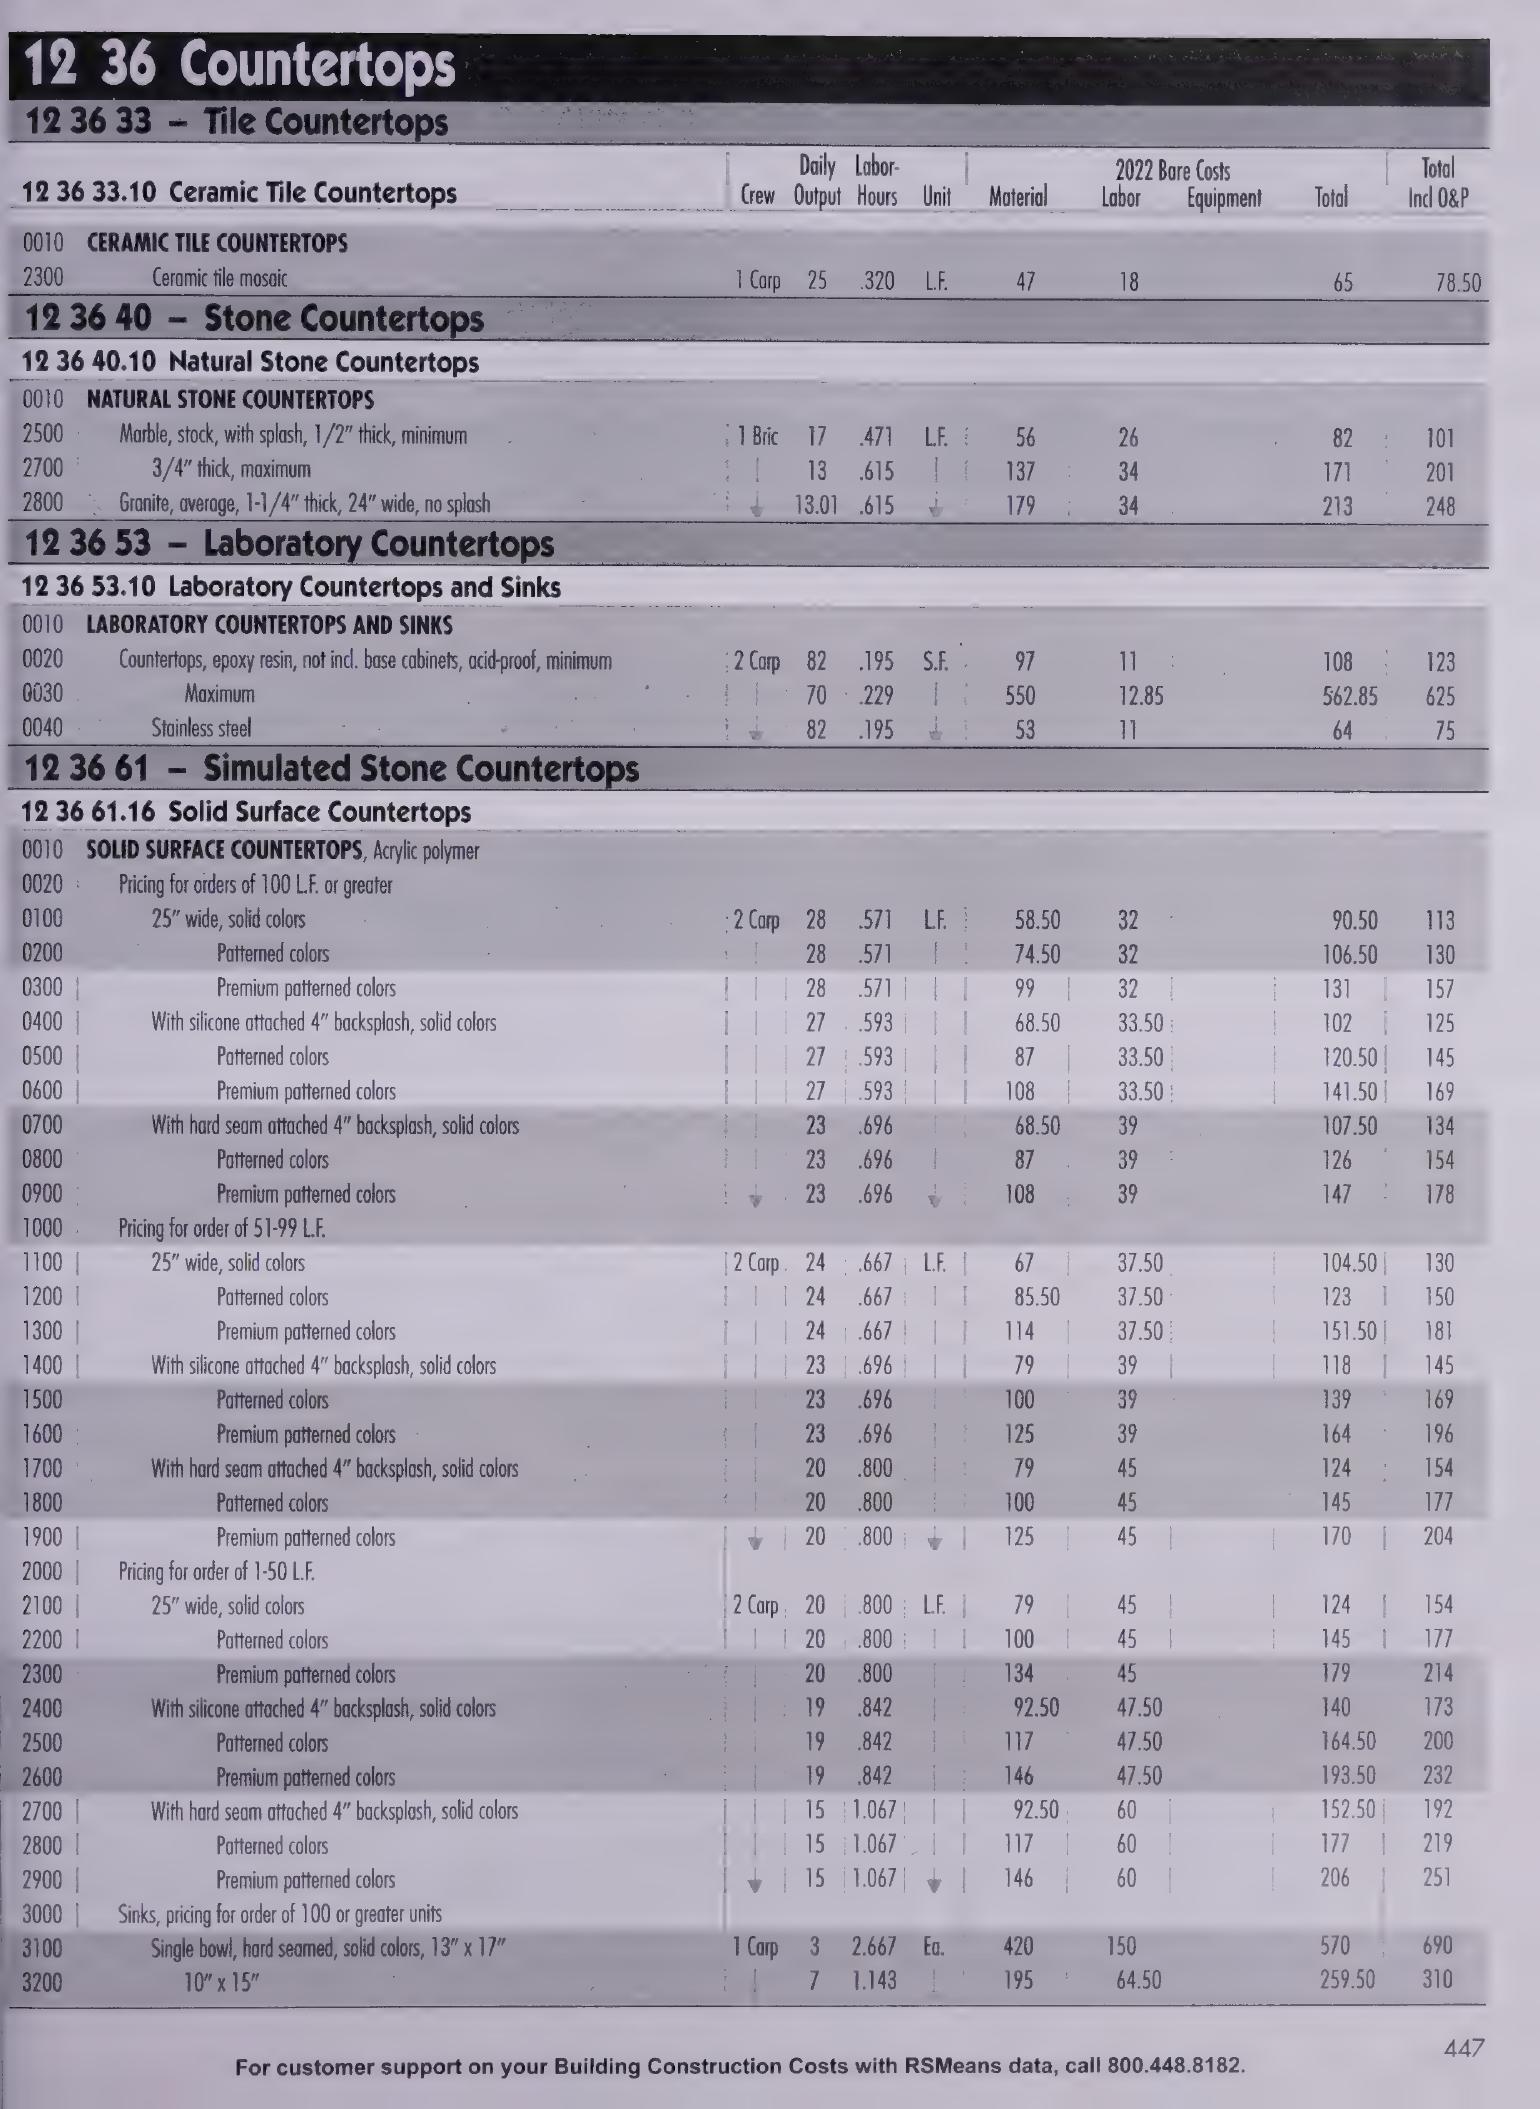 12 36 Countertops
12 36 33 – Tile Countertops
12 36 33.10 Ceramic Tile Countertops Crew Daily Output Labor-Hours Unit Material 2022 Bare Costs Labor Equipment Total Total Incl O&P
0010 CERAMIC TILE COUNTERTOPS
2300 Ceramic tile mosaic 1 Carp 25 .320 L.F. 47 18 65 78.50
12 36 40 – Stone Countertops
12 36 40.10 Natural Stone Countertops
0010 NATURAL STONE COUNTERTOPS
2500 Marble, stock, with splash, 1/2" thick, minimum 1 Bric 17 .471 L.F. 56 26 82 101
2700 3/4" thick, maximum 13 .615 137 34 171 201
2800 Granite, average, 1-1/4" thick, 24" wide, no splash 13.01 .615 179 34 213 248
12 36 53 – Laboratory Countertops
12 36 53.10 Laboratory Countertops and Sinks
0010 LABORATORY COUNTERTOPS AND SINKS
0020 Countertops, epoxy resin, not incl. base cabinets, acid-proof, minimum 2 Carp 82 .195 S.F. 97 11 108 123
0030 Maximum 70 .229 550 12.85 562.85 625
0040 Stainless steel 82 .195 53 11 64 75
12 36 61 – Simulated Stone Countertops
12 36 61.16 Solid Surface Countertops
0010 SOLID SURFACE COUNTERTOPS, Acrylic polymer
0020 Pricing for orders of 100 L.F. or greater
0100 25" wide, solid colors 2 Carp 28 .571 L.F. 58.50 32 90.50 113
0200 Patterned colors 28 .571 74.50 32 106.50 130
0300 Premium patterned colors 28 .571 99 32 131 157
0400 With silicone attached 4" backsplash, solid colors 27 .593 68.50 33.50 102 125
0500 Patterned colors 27 .593 87 33.50 120.50 145
0600 Premium patterned colors 27 .593 108 33.50 141.50 169
0700 With hard seam attached 4" backsplash, solid colors 23 .696 68.50 39 107.50 134
0800 Patterned colors 23 .696 87 39 126 154
0900 Premium patterned colors 23 .696 108 39 147 178
1000 Pricing for order of 51-99 L.F.
1100 25" wide, solid colors 2 Carp 24 .667 L.F. 67 37.50 104.50 130
1200 Patterned colors 24 .667 85.50 37.50 123 150
1300 Premium patterned colors 24 .667 114 37.50 151.50 181
1400 With silicone attached 4" backsplash, solid colors 23 .696 79 39 118 145
1500 Patterned colors 23 .696 100 39 139 169
1600 Premium patterned colors 23 .696 125 39 164 196
1700 With hard seam attached 4" backsplash, solid colors 20 .800 79 45 124 154
1800 Patterned colors 20 .800 100 45 145 177
1900 Premium patterned colors 20 .800 125 45 170 204
2000 Pricing for order of 1-50 L.F.
2100 25" wide, solid colors 2 Carp 20 .800 L.F. 79 45 124 154
2200 Patterned colors 20 .800 100 45 145 177
2300 Premium patterned colors 20 .800 134 45 179 214
2400 With silicone attached 4" backsplash, solid colors 19 .842 92.50 47.50 140 173
2500 Patterned colors 19 .842 117 47.50 164.50 200
2600 Premium patterned colors 19 .842 146 47.50 193.50 232
2700 With hard seam attached 4" backsplash, solid colors 15 1.067 92.50 60 152.50 192
2800 Patterned colors 15 1.067 117 60 177 219
2900 Premium patterned colors 15 1.067 146 60 206 251
3000 Sinks, pricing for order of 100 or greater units
3100 Single bowl, hard seamed, solid colors, 13" x 17" 1 Carp 3 2.667 Ea. 420 150 570 690
3200 10" x 15" 7 1.143 195 64.50 259.50 310
447
For customer support on your Building Construction Costs with RSMeans data, call 800.448.8182.